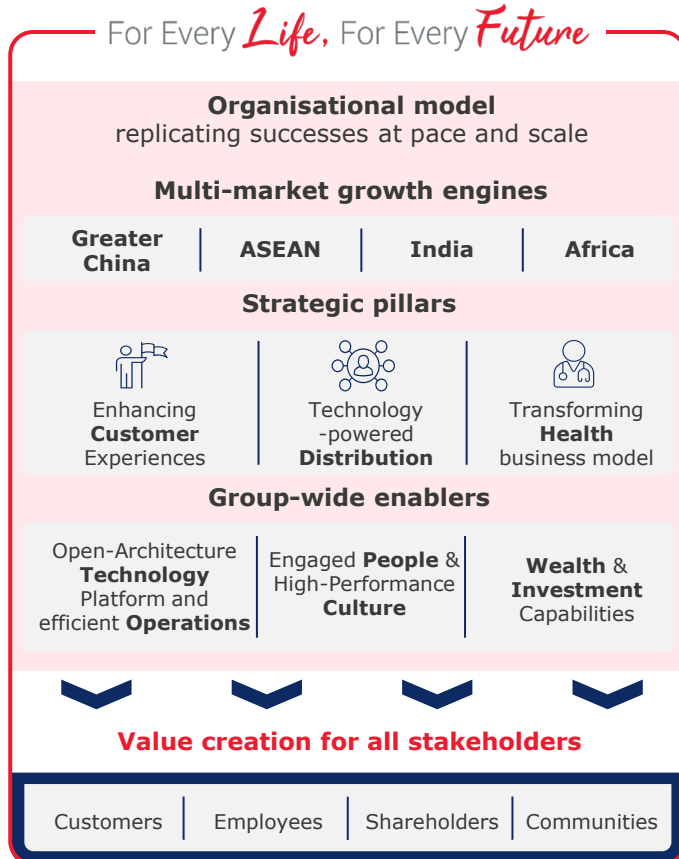 For Every Life, For Every Future
Organisational model
replicating successes at pace and scale
Multi-market growth engines
Greater
China
ASEAN
India
Africa
Strategic pillars
Enhancing
Customer
Experiences
Technology
-powered
Distribution
Transforming
Health
business model
Group-wide enablers
Open-Architecture
Technology
Platform and
efficient Operations
Engaged People &
High-Performance
Culture
Wealth &
Investment
Capabilities
Value creation for all stakeholders
Customers
Employees
Shareholders
Communities